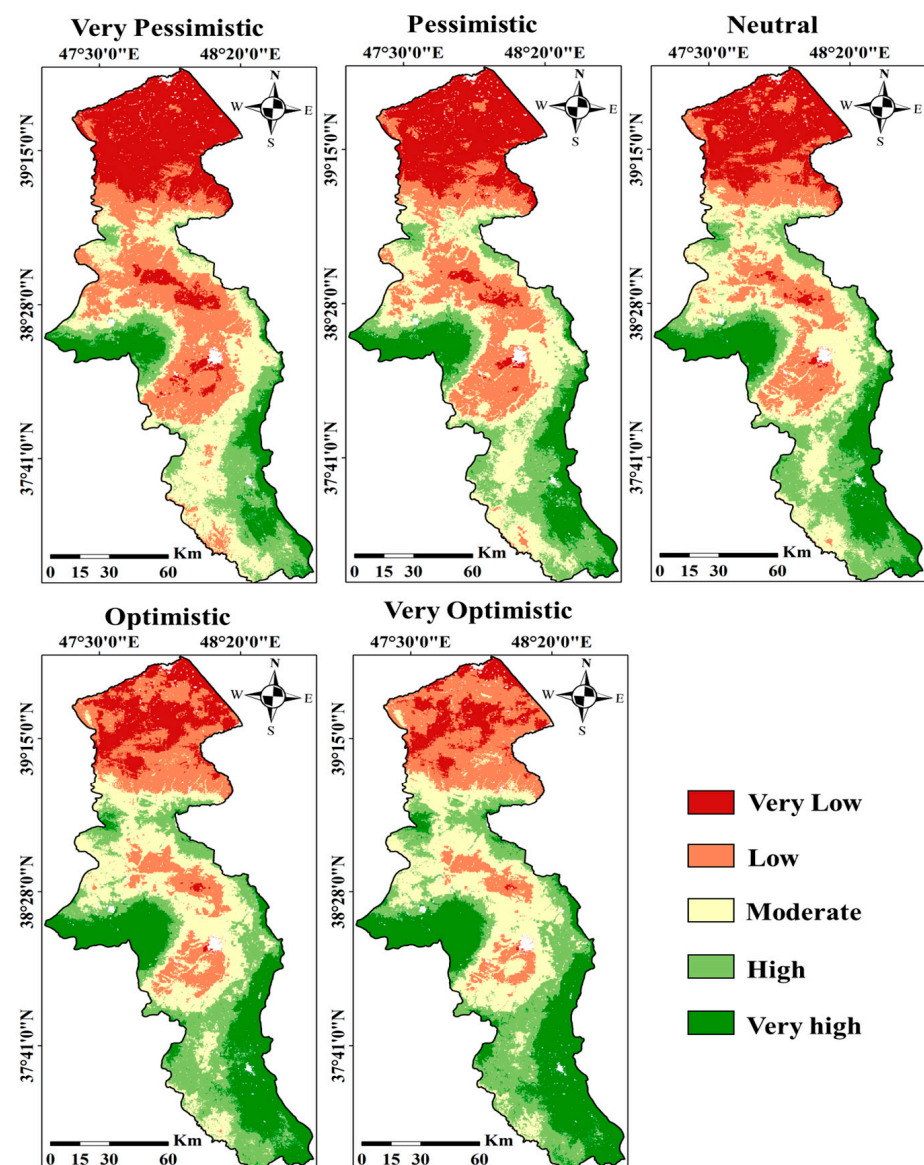 Very Pessimistic
47°30'0"E 48°20'0"E
N
W E
S
39°15'0"N
38°28'0"N
37°41'0"N
Km
0 15 30 60
Pessimistic
47°30'0"E 48°20'0"E
N
W E
S
39°15'0"N
38°28'0"N
37°41'0"N
Km
0 15 30 60
Neutral
47°30'0"E 48°20'0"E
N
W E
S
39°15'0"N
38°28'0"N
37°41'0"N
Km
0 15 30 60
Optimistic
47°30'0"E 48°20'0"E
N
W E
S
39°15'0"N
38°28'0"N
37°41'0"N
Km
0 15 30 60
Very Optimistic
47°30'0"E 48°20'0"E
N
W E
S
39°15'0"N
38°28'0"N
37°41'0"N
Km
0 15 30 60
Very Low
Low
Moderate
High
Very high